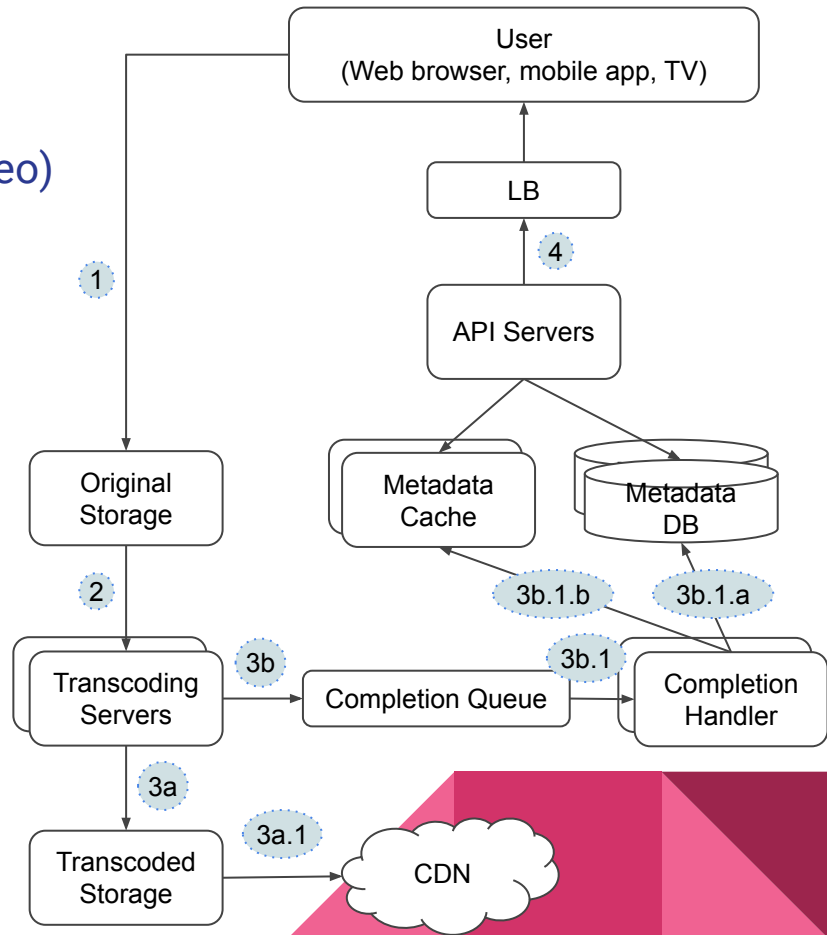 User
(Web browser, mobile app, TV)
eo)
LB
1
4
API Servers
Original
Storage
Metadata
Cache
Metadata
DB
2
3b.1.b
3b.1.a
3b
3b.1
Transcoding
Servers
Completion Queue
Completion
Handler
3a
3a.1
Transcoded
Storage
CDN